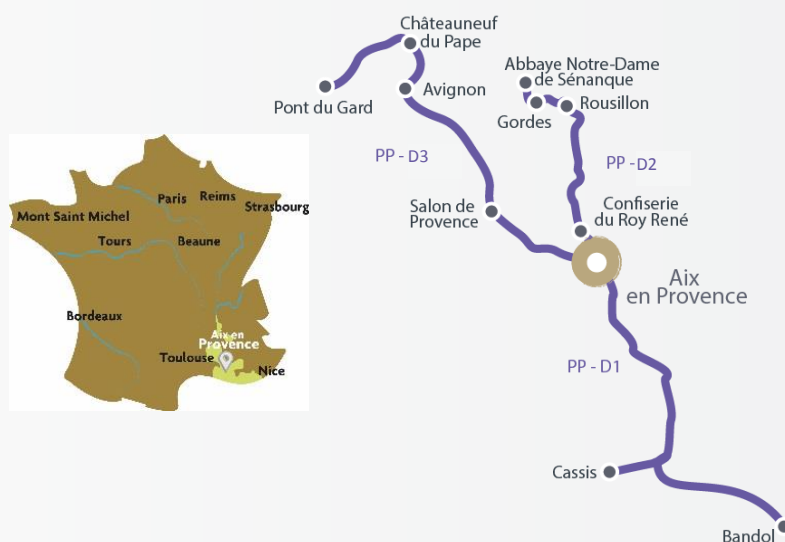 Châteauneuf
du Pape
Abbaye Notre-Dame
de Sénanque
Pont du Gard
Avignon
Gordes
Rousillon
PP - D3
PP - D2
Salon de
Provence
Confiserie
du Roy René
Aix
en Provence
PP - D1
Cassis
Bandol
Paris
Reims
Strasbourg
Mont Saint Michel
Tours
Beaune
Bordeaux
Aix en
Provence
Toulouse
Nice